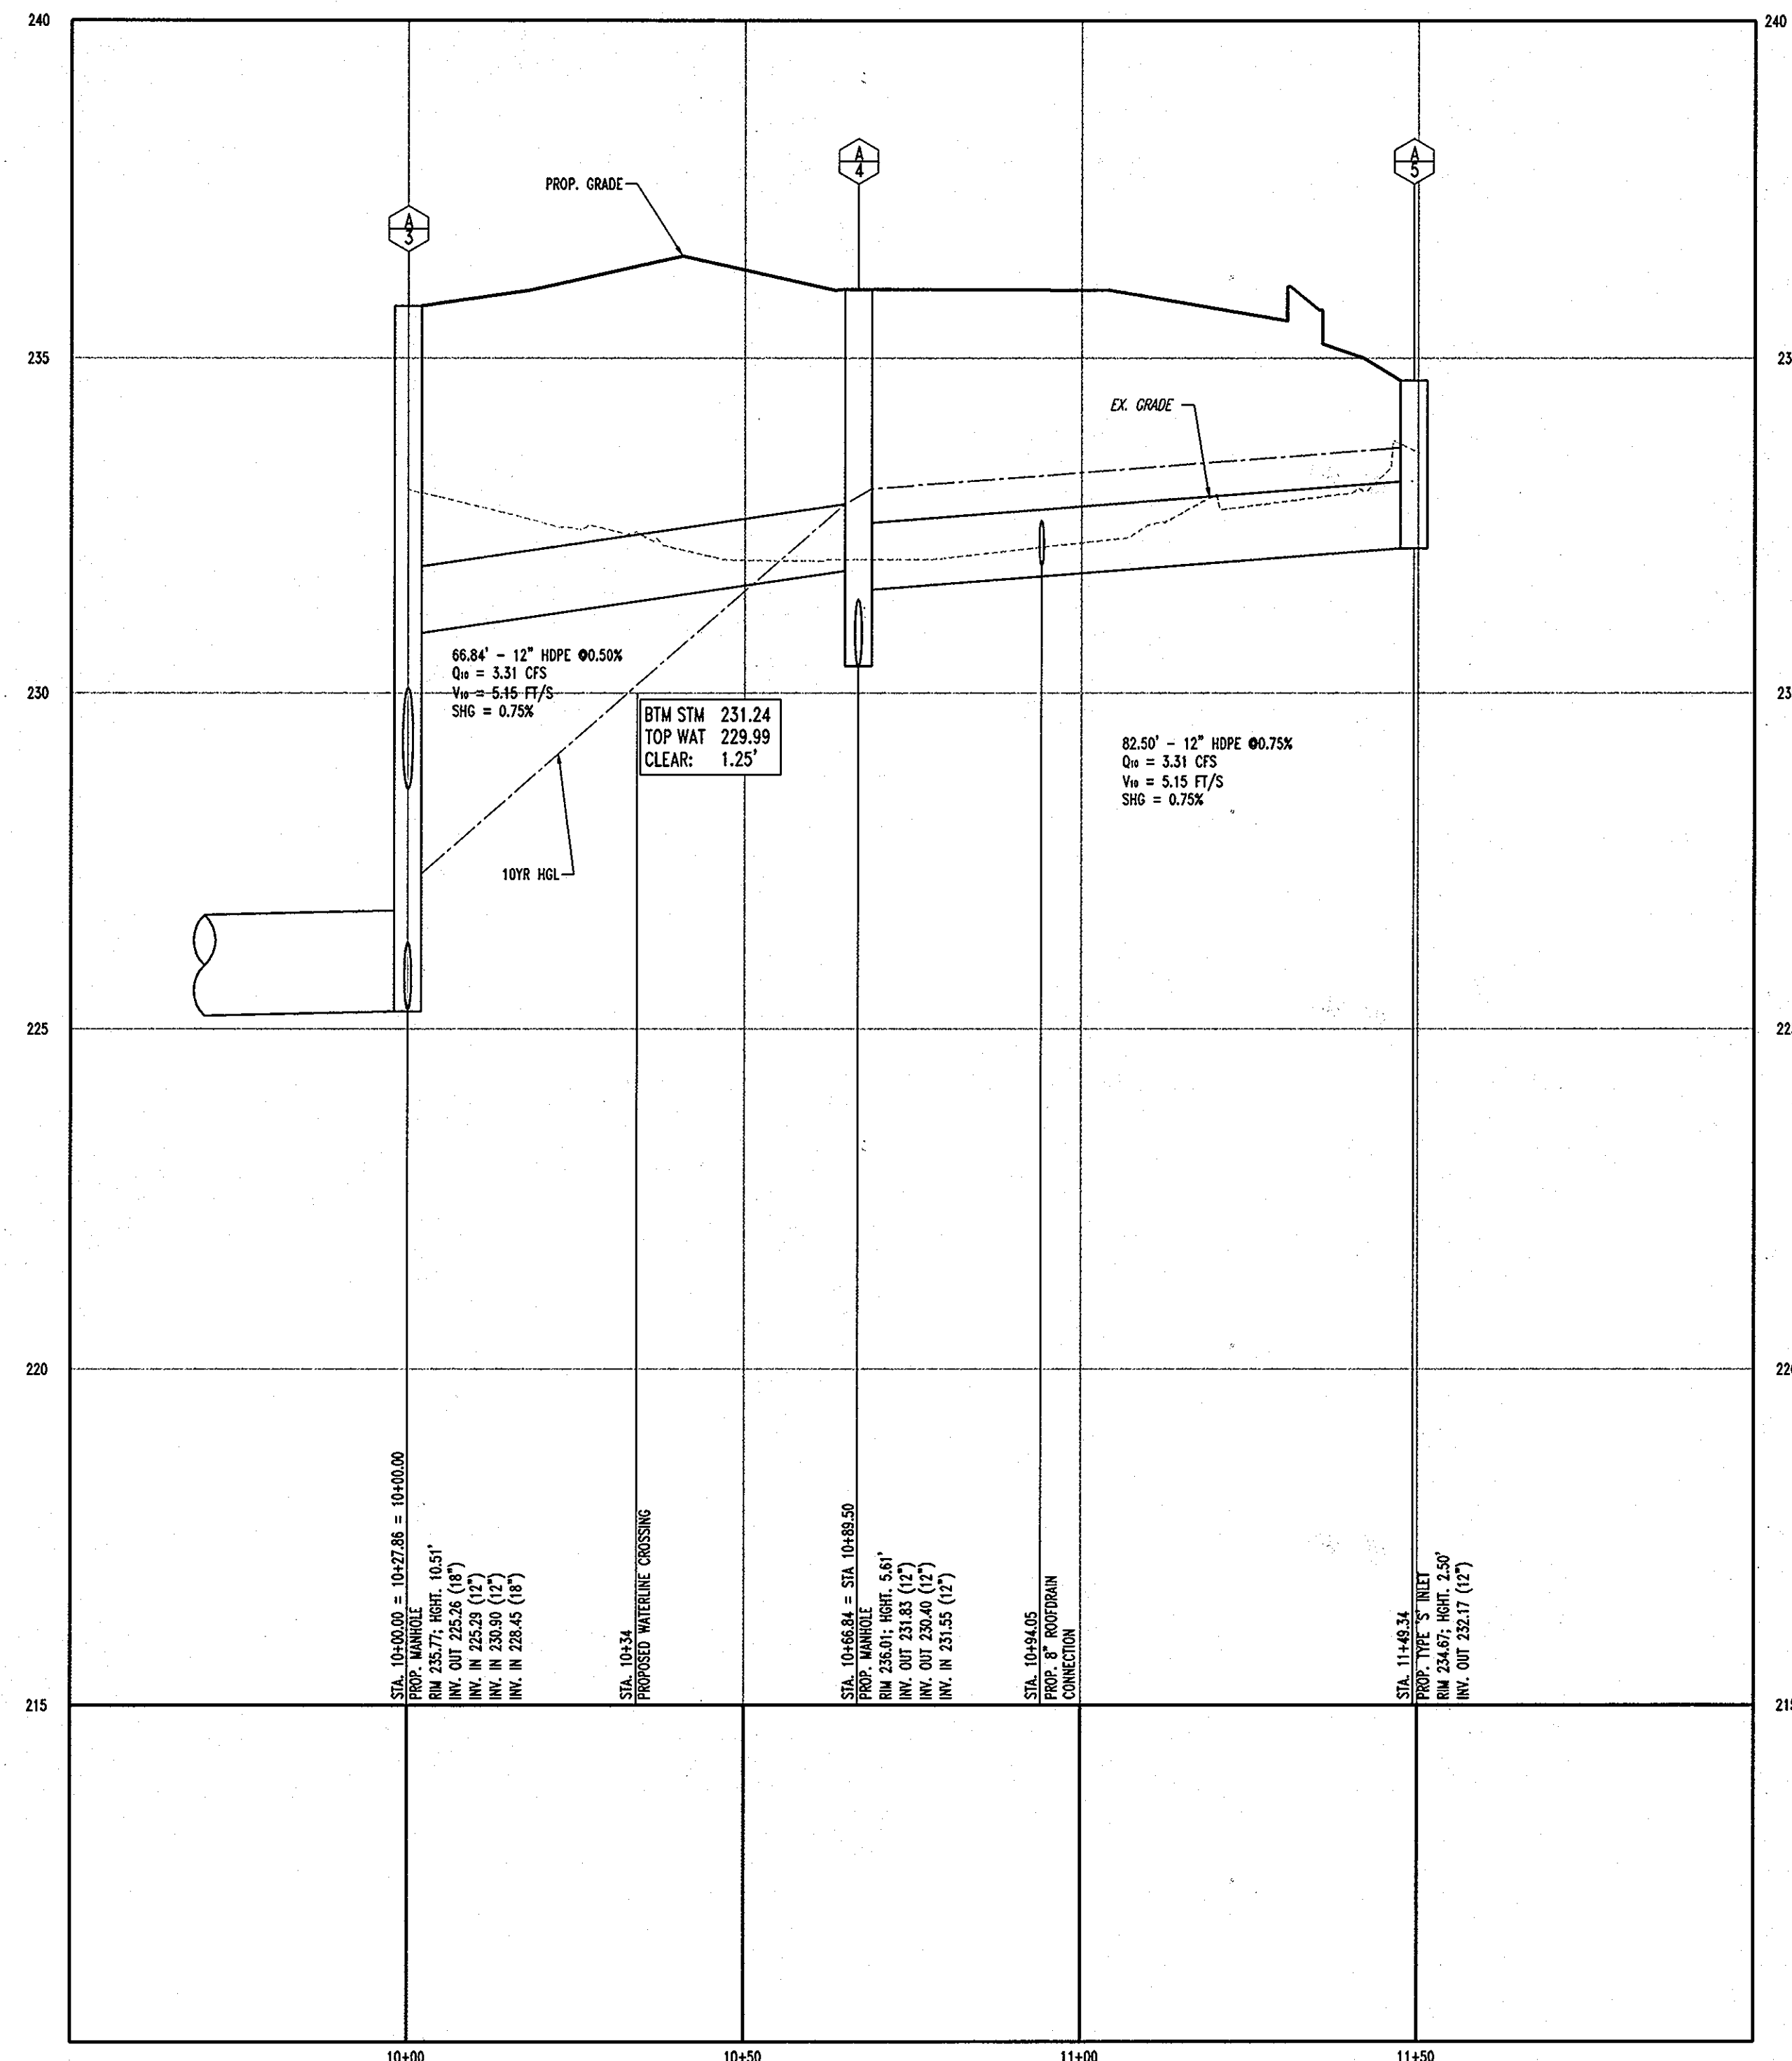 240
240
A
4
A
5
PROP. GRADE
A
3
235
23
EX. GRADE
66.84' - 12" HDPE @0.50%
Q10 = 3.31 CFS
V10 = 5.15 FT/S
SHG = 0.75%
230
23
BTM STM 231.24
TOP WAT 229.99
CLEAR: 1.25'
82.50' - 12" HDPE @0.75%
Q10 = 3.31 CFS
V10 = 5.15 FT/S
SHG = 0.75%
10YR HGL
225
22
220
220
STA. 10+00.00 = 10+27.86 = 10+00.00
PROP. MANHOLE
RIM 235.77; HGHT. 10.51'
INV. OUT 225.26 (18")
INV. IN 225.29 (12")
INV. IN 230.90 (12")
INV. IN 228.45 (18")
STA. 10+34
PROPOSED WATERLINE CROSSING
STA. 10+66.84 = STA 10+89.50
PROP. MANHOLE
RIM 236.01; HGHT. 5.61'
INV. OUT 231.83 (12")
INV. OUT 230.40 (12")
INV. IN 231.55 (12")
STA. 10+94.05
PROP. 8" ROOFDRAIN
CONNECTION
STA. 11+49.34
PROP. TYPE 'S' INLET
RIM 234.67; HGHT. 2.50'
INV. OUT 232.17 (12")
215
215
10+00
10+50
11+00
11+50